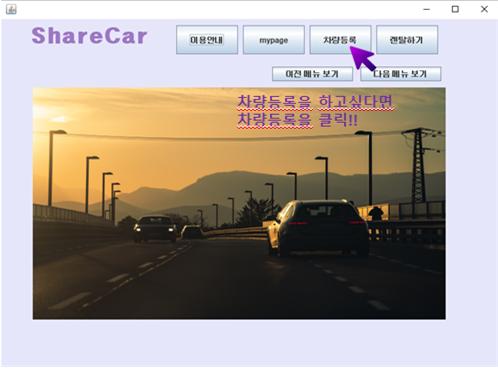 ShareCar
이용안내
mypage
차량등록
렌탈하기
이전 메뉴 보기
다음 메뉴 보기
차량등록을 하고싶다면
차량등록을 클릭!!